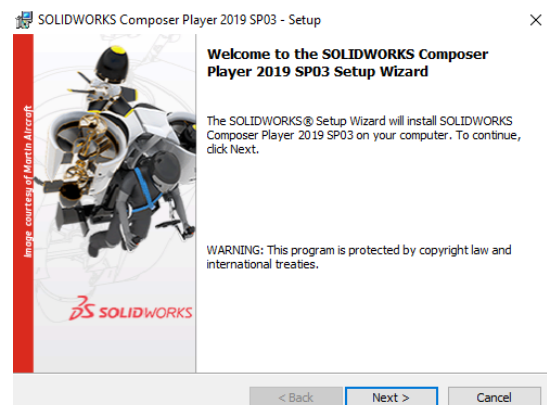 SOLIDWORKS Composer Player 2019 SP03 - Setup
Welcome to the SOLIDWORKS Composer
Player 2019 SP03 Setup Wizard
The SOLIDWORKS® Setup Wizard will install SOLIDWORKS
Composer Player 2019 SP03 on your computer. To continue,
click Next.
Image courtesy of Martin Aircraft
WARNING: This program is protected by copyright law and
international treaties.
SOLIDWORKS
< Back
Next >
Cancel